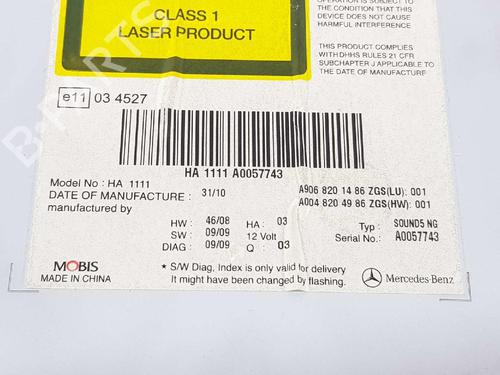 CLASS 1
LASER PRODUCT
OPERATION IS SUBJECT TO
THE CONDITION THAT THIS
DEVICE DOES NOT CAUSE
HARMFUL INTERFERENCE
THIS PRODUCT COMPLIES
WITH DHHS RULES 21 CFR
SUBCHAPTER J APPLICABLE TO
THE DATE OF MANUFACTURE
e11 03 4527
HA 1111 A0057743
Model No : HA 1111
DATE OF MANUFACTURE : 31/10
manufactured by
A906 820 14 86 ZGS(LU): 001
A004 820 49 86 ZGS(HW): 001
HW : 46/08 HA : 03
SW : 09/09 12 Volt
DIAG : 09/09 Q : 03
Typ : SOUND5 NG
Serial No.: A0057743
MOBIS
MADE IN CHINA
* S/W Diag, Index is only valid for delivery
It might have been changed by flashing.
Mercedes-Benz
B-PARTS